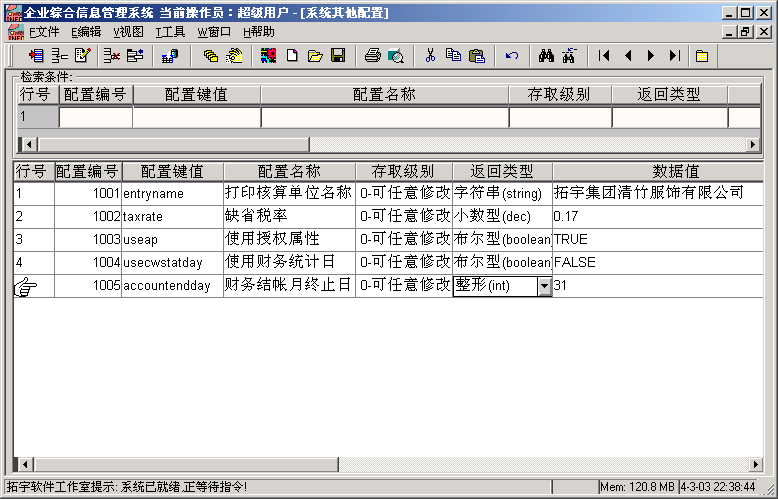 企业综合信息管理系统 当前操作员：超级用户 - [系统其他配置]
F文件 E编辑 V视图 T工具 W窗口 H帮助
检索条件:
行号 配置编号 配置键值 配置名称 存取级别 返回类型
1
行号 配置编号 配置键值 配置名称 存取级别 返回类型 数据值
1 1001 entryname 打印核算单位名称 0-可任意修改 字符串(string) 拓宇集团清竹服饰有限公司
2 1002 taxrate 缺省税率 0-可任意修改 小数型(dec) 0.17
3 1003 useap 使用授权属性 0-可任意修改 布尔型(boolean TRUE
4 1004 usecwstatday 使用财务统计日 0-可任意修改 布尔型(boolean FALSE
1005 accountendday 财务结帐月终止日 0-可任意修改 整形(int) 31
拓宇软件工作室提示: 系统已就绪,正等待指令! Mem: 120.8 MB 4-3-03 22:38:44